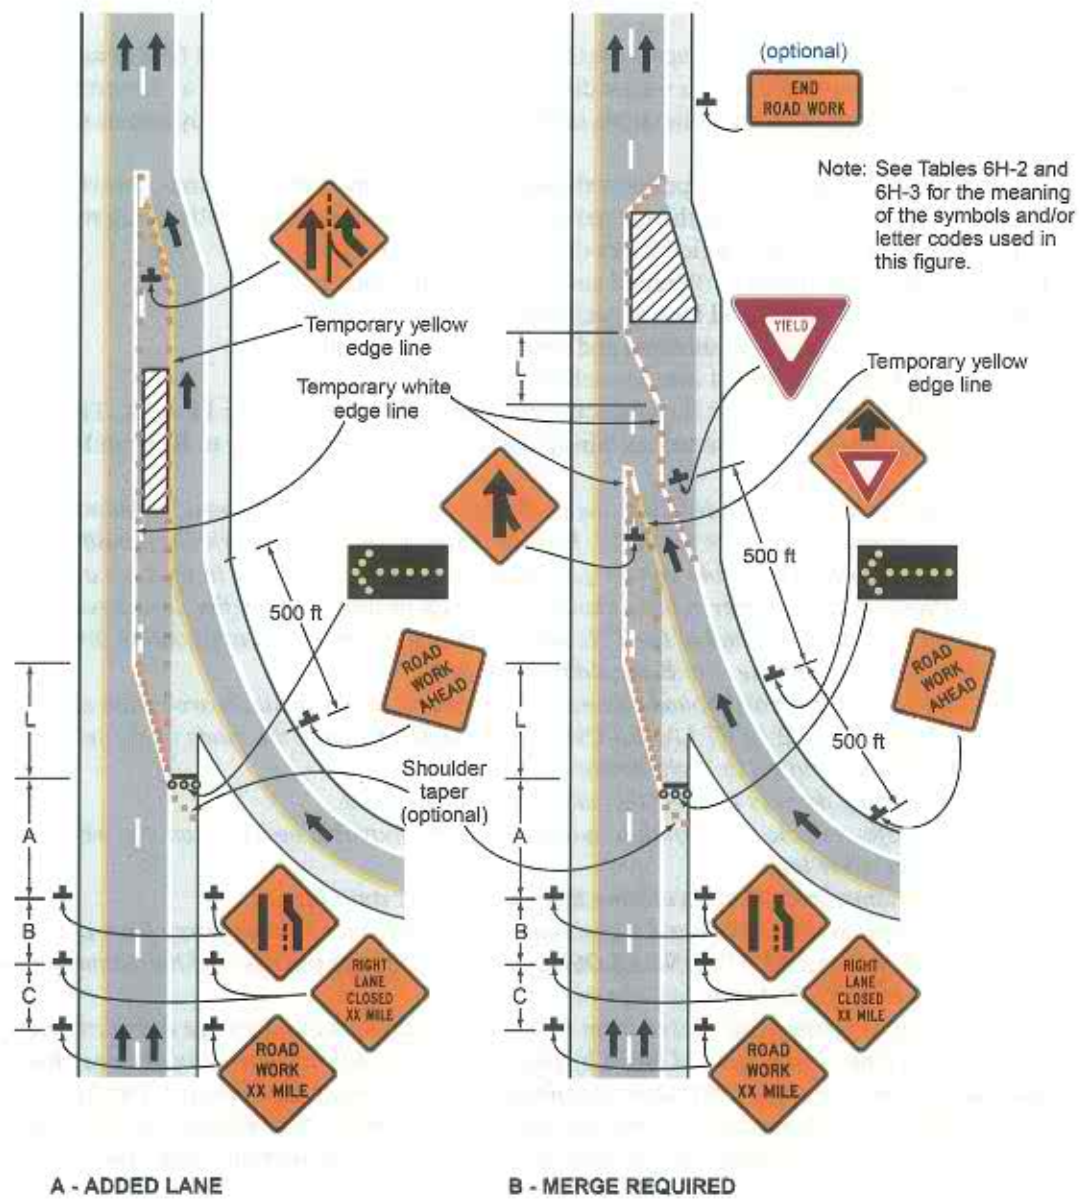 (optional)
END
ROAD WORK
Note: See Tables 6H-2 and
6H-3 for the meaning
of the symbols and/or
letter codes used in
this figure.
Temporary yellow
edge line
Temporary white
edge line
YIELD
L
Temporary yellow
edge line
500 ft
500 ft
ROAD
WORK
AHEAD
ROAD
WORK
AHEAD
L
L
500 ft
Shoulder
taper
(optional)
A
A
B
B
RIGHT
LANE
CLOSED
XX MILE
RIGHT
LANE
CLOSED
XX MILE
C
C
ROAD
WORK
XX MILE
ROAD
WORK
XX MILE
A - ADDED LANE
B - MERGE REQUIRED